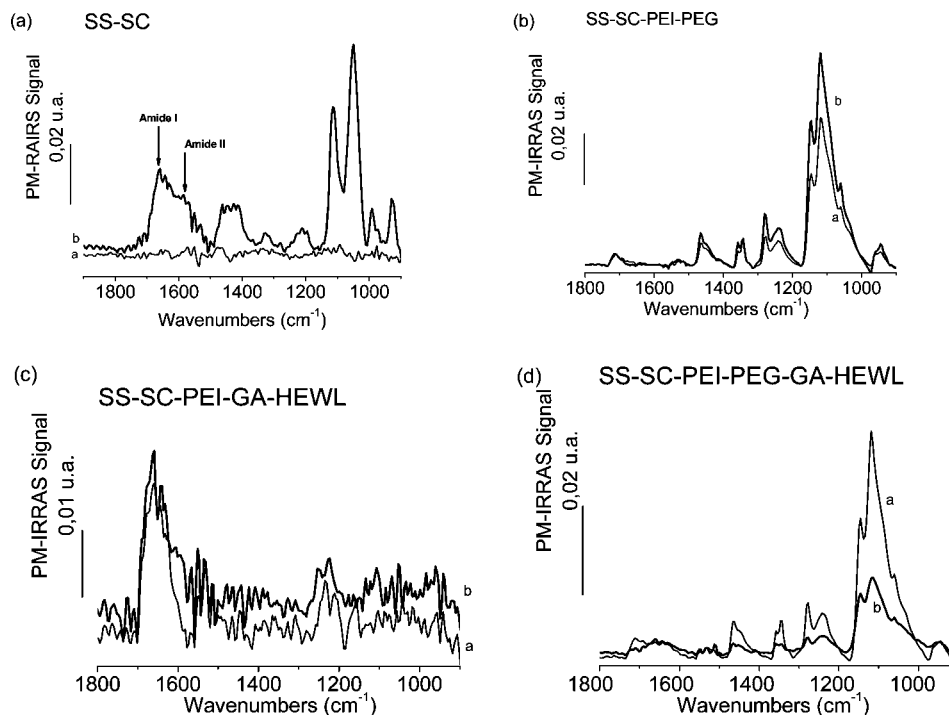 (a)
SS-SC
PM-RAIRS Signal
0,02 u.a.
Amide I
Amide II
b
a
1800 1600 1400 1200 1000
Wavenumbers (cm-1)
(b)
SS-SC-PEI-PEG
PM-IRRAS Signal
0,02 u.a.
b
a
1800 1600 1400 1200 1000
Wavenumbers (cm-1)
(c)
SS-SC-PEI-GA-HEWL
PM-IRRAS Signal
0,01 u.a.
b
a
1800 1600 1400 1200 1000
Wavenumbers (cm-1)
(d)
SS-SC-PEI-PEG-GA-HEWL
PM-IRRAS Signal
0,02 u.a.
a
b
1800 1600 1400 1200 1000
Wavenumbers (cm-1)